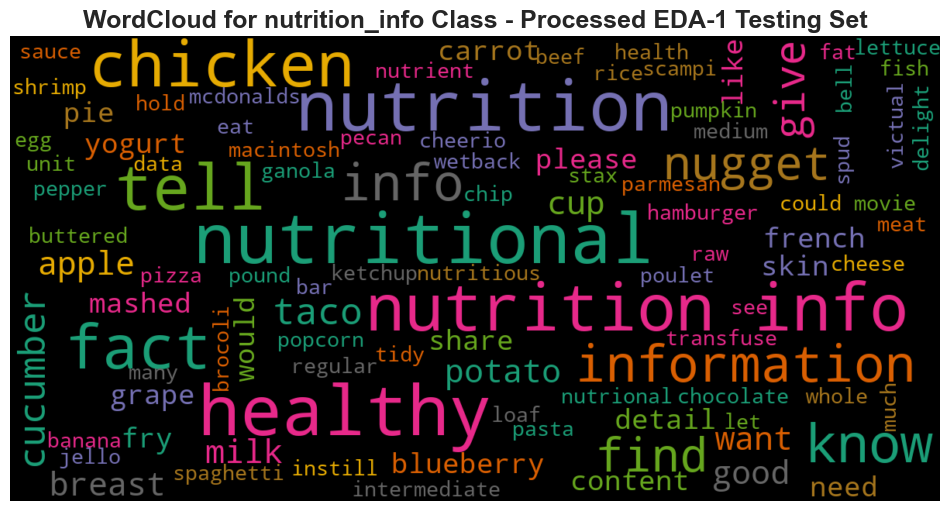 WordCloud for nutrition_info Class - Processed EDA-1 Testing Set
sauce
chicken
carrot
beef
health
like
give
fat
lettuce
shrimp
nutrient
rice
scampi
bell
fish
pie
hold
mcdonalds
nutrition
pumpkin
victual
delight
egg
yogurt
eat
pecan
cheerio
medium
unit
data
macintosh
wetback
please
nugget
spud
pepper
tell
ganola
info
chip
stax
parmesan
cup
could
movie
hamburger
meat
buttered
nutritional
french
apple
pizza
pound
ketchup
nutritious
raw
skin
cheese
bar
poulet
mashed
taco
nutrition info
see
cucumber
fact
brocoli
would
popcorn
share
transfuse
many
regular
tidy
potato
information
grape
healthy
nutrional
chocolate
whole
much
loaf
detail
let
banana
fry
pasta
jello
milk
find
want
know
spaghetti
instill
blueberry
content
good
need
breast
intermediate